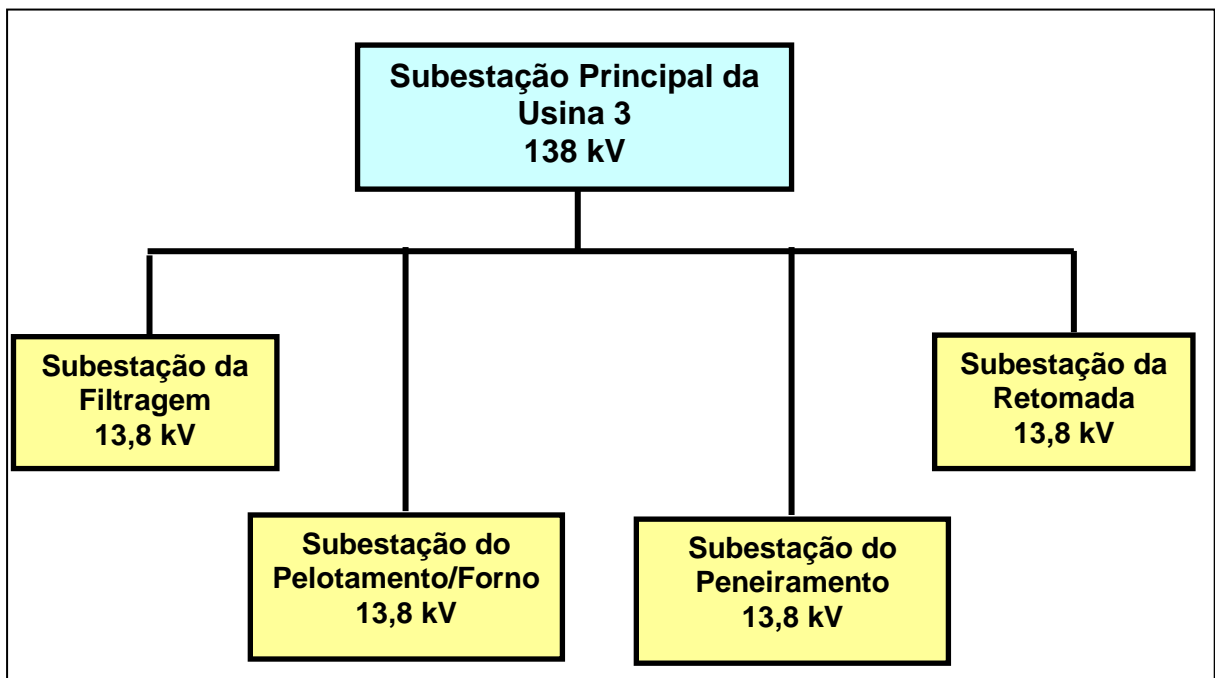 Subestação Principal da
Usina 3
138 kV
Subestação da
Filtragem
13,8 kV
Subestação da
Retomada
13,8 kV
Subestação do
Pelotamento/Forno
13,8 kV
Subestação do
Peneiramento
13,8 kV